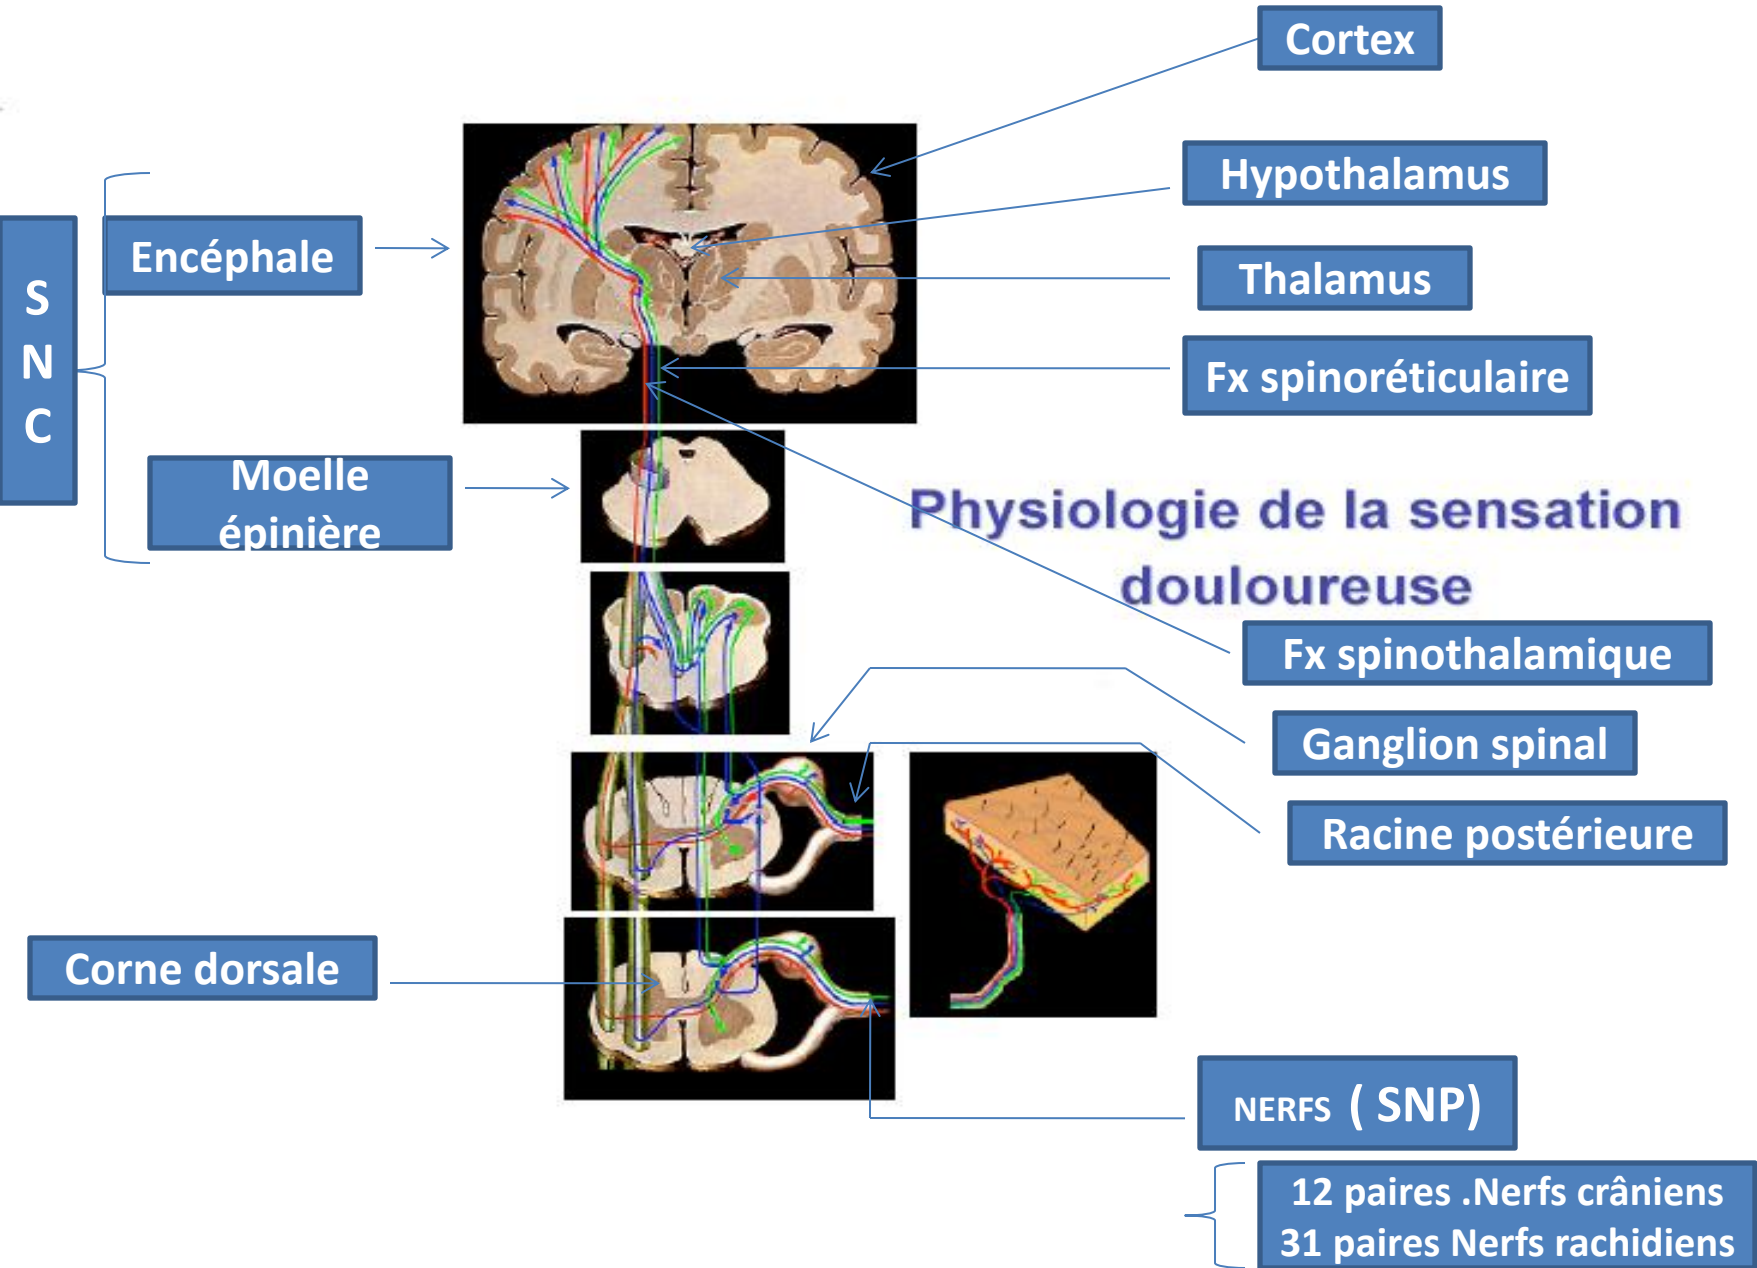 Cortex
Hypothalamus
Encéphale
Thalamus
S
N
C
Fx spinoréticulaire
Moelle
épinière
Physiologie de la sensation
douloureuse
Fx spinothalamique
Ganglion spinal
Racine postérieure
Corne dorsale
NERFS ( SNP)
12 paires .Nerfs crâniens
31 paires Nerfs rachidiens